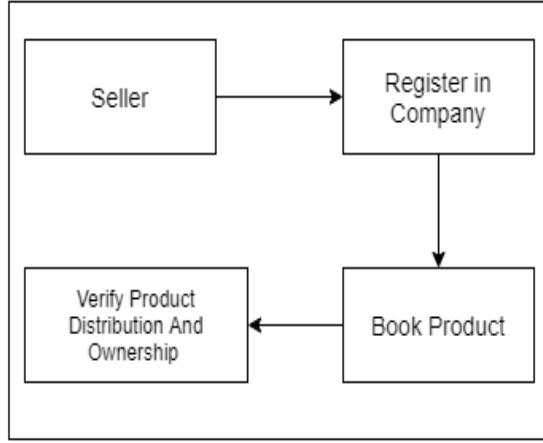 Seller
Register in
Company
Verify Product
Distribution And
Ownership
Book Product